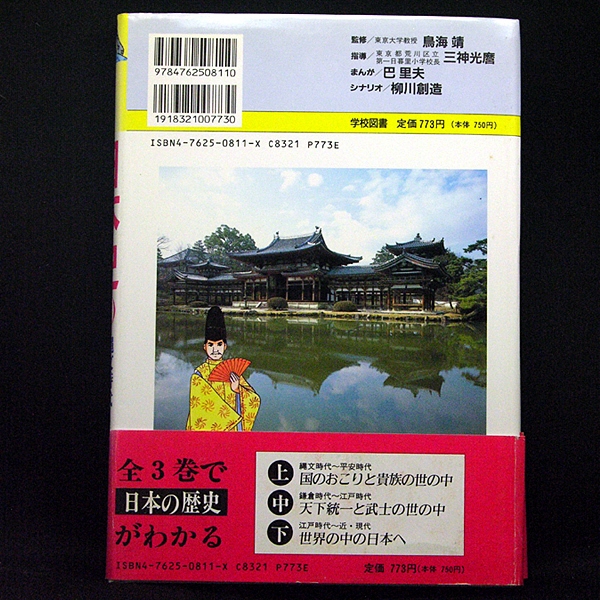 監修／東京大学教授 鳥海 靖
指導／東京都荒川区立第一日暮里小学校長 三神光麿
まんが／巴 里夫
シナリオ／柳川創造
9784762508110
1918321007730
学校図書 定価773円（本体 750円）
ISBN4-7625-0811-X C8321 P773E
全3巻で
日本の歴史
がわかる
上 縄文時代〜平安時代
国のおこりと貴族の世の中
中 鎌倉時代〜江戸時代
天下統一と武士の世の中
下 江戸時代〜近・現代
世界の中の日本へ
ISBN4-7625-0811-X C8321 P773E
定価 773円(本体 750円)